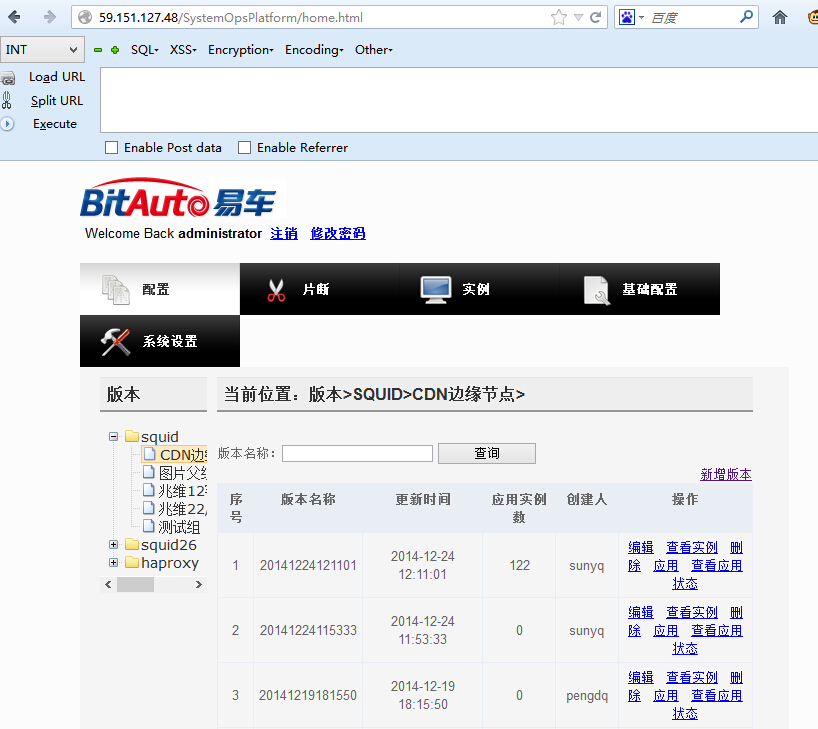 59.151.127.48/SystemOpsPlatform/home.html
百度
INT
SQL
XSS
Encryption
Encoding
Other
Load URL
Split URL
Execute
Enable Post data
Enable Referrer
BitAuto 易车
Welcome Back administrator 注销 修改密码
配置
片断
实例
基础配置
系统设置
版本
squid
CDN边
图片父
兆维12
兆维22
测试组
squid26
haproxy
当前位置：版本>SQUID>CDN边缘节点>
版本名称：
查询
新增版本
序号 版本名称 更新时间 应用实例数 创建人 操作
1 20141224121101 2014-12-24 12:11:01 122 sunyq 编辑 查看实例 删除 应用 查看应用状态
2 20141224115333 2014-12-24 11:53:33 0 sunyq 编辑 查看实例 删除 应用 查看应用状态
3 20141219181550 2014-12-19 18:15:50 0 pengdq 编辑 查看实例 删除 应用 查看应用状态